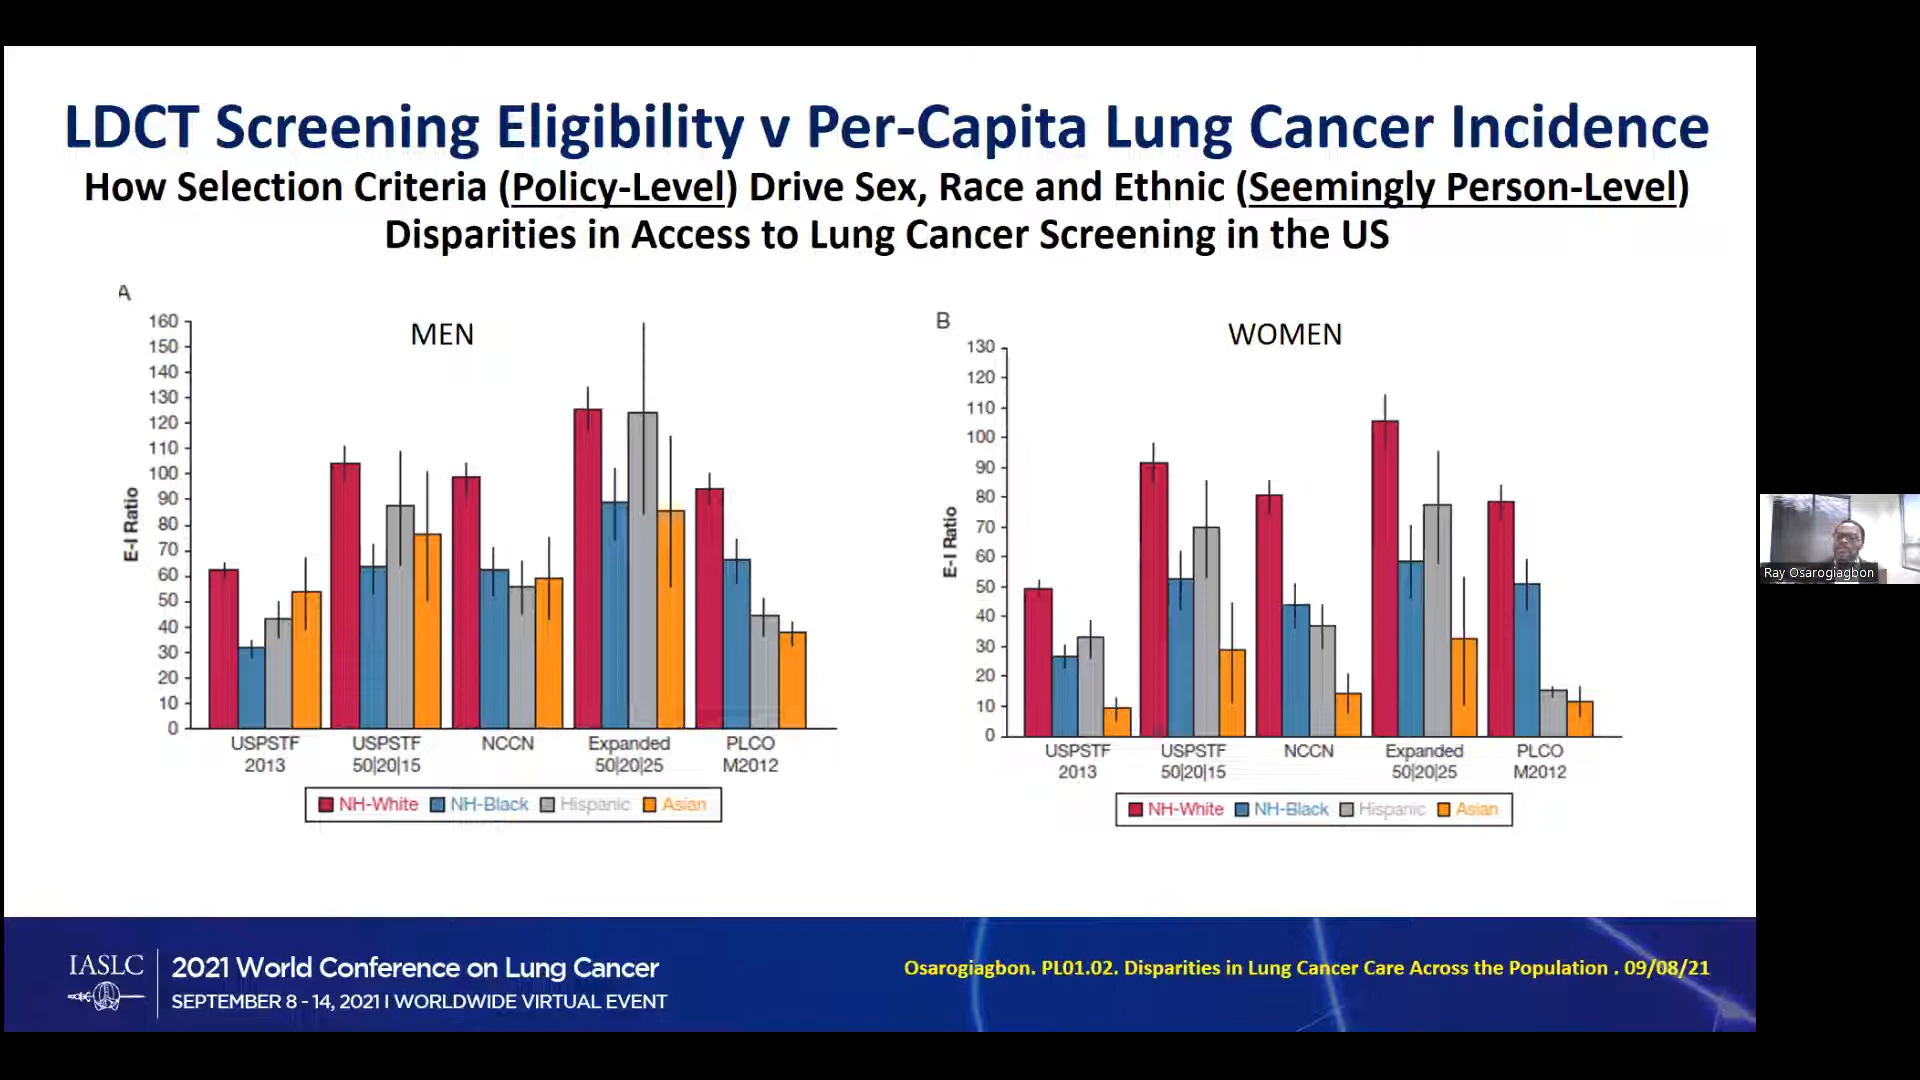 LDCT Screening Eligibility v Per-Capita Lung Cancer Incidence
How Selection Criteria (Policy-Level) Drive Sex, Race and Ethnic (Seemingly Person-Level)
Disparities in Access to Lung Cancer Screening in the US
A
MEN
E-I Ratio
160
150
140
130
120
110
100
90
80
70
60
50
40
30
20
10
0
USPSTF 2013
USPSTF 50|20|15
NCCN
Expanded 50|20|25
PLCO M2012
NH-White NH-Black Hispanic Asian
B
WOMEN
E-I Ratio
130
120
110
100
90
80
70
60
50
40
30
20
10
0
USPSTF 2013
USPSTF 50|20|15
NCCN
Expanded 50|20|25
PLCO M2012
NH-White NH-Black Hispanic Asian
Ray Osarogiagbon
IASLC
2021 World Conference on Lung Cancer
SEPTEMBER 8 - 14, 2021 I WORLDWIDE VIRTUAL EVENT
Osarogiagbon. PL01.02. Disparities in Lung Cancer Care Across the Population . 09/08/21